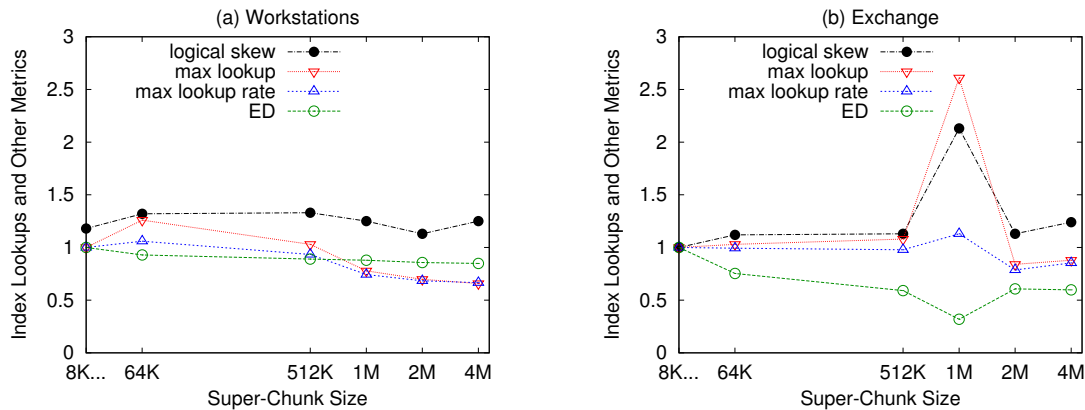 (a) Workstations
Index Lookups and Other Metrics
3
2.5
2
1.5
1
0.5
0
logical skew
max lookup
max lookup rate
ED
8K... 64K 512K 1M 2M 4M
Super-Chunk Size
(b) Exchange
Index Lookups and Other Metrics
3
2.5
2
1.5
1
0.5
0
logical skew
max lookup
max lookup rate
ED
8K... 64K 512K 1M 2M 4M
Super-Chunk Size